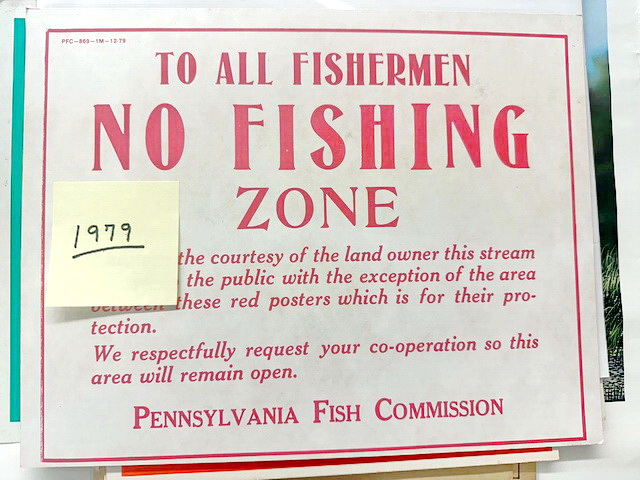 PFC-869-1M-12-79
TO ALL FISHERMEN
NO FISHING
ZONE
1979
the courtesy of the land owner this stream
the public with the exception of the area
between these red posters which is for their pro-
tection.
We respectfully request your co-operation so this
area will remain open.
PENNSYLVANIA FISH COMMISSION